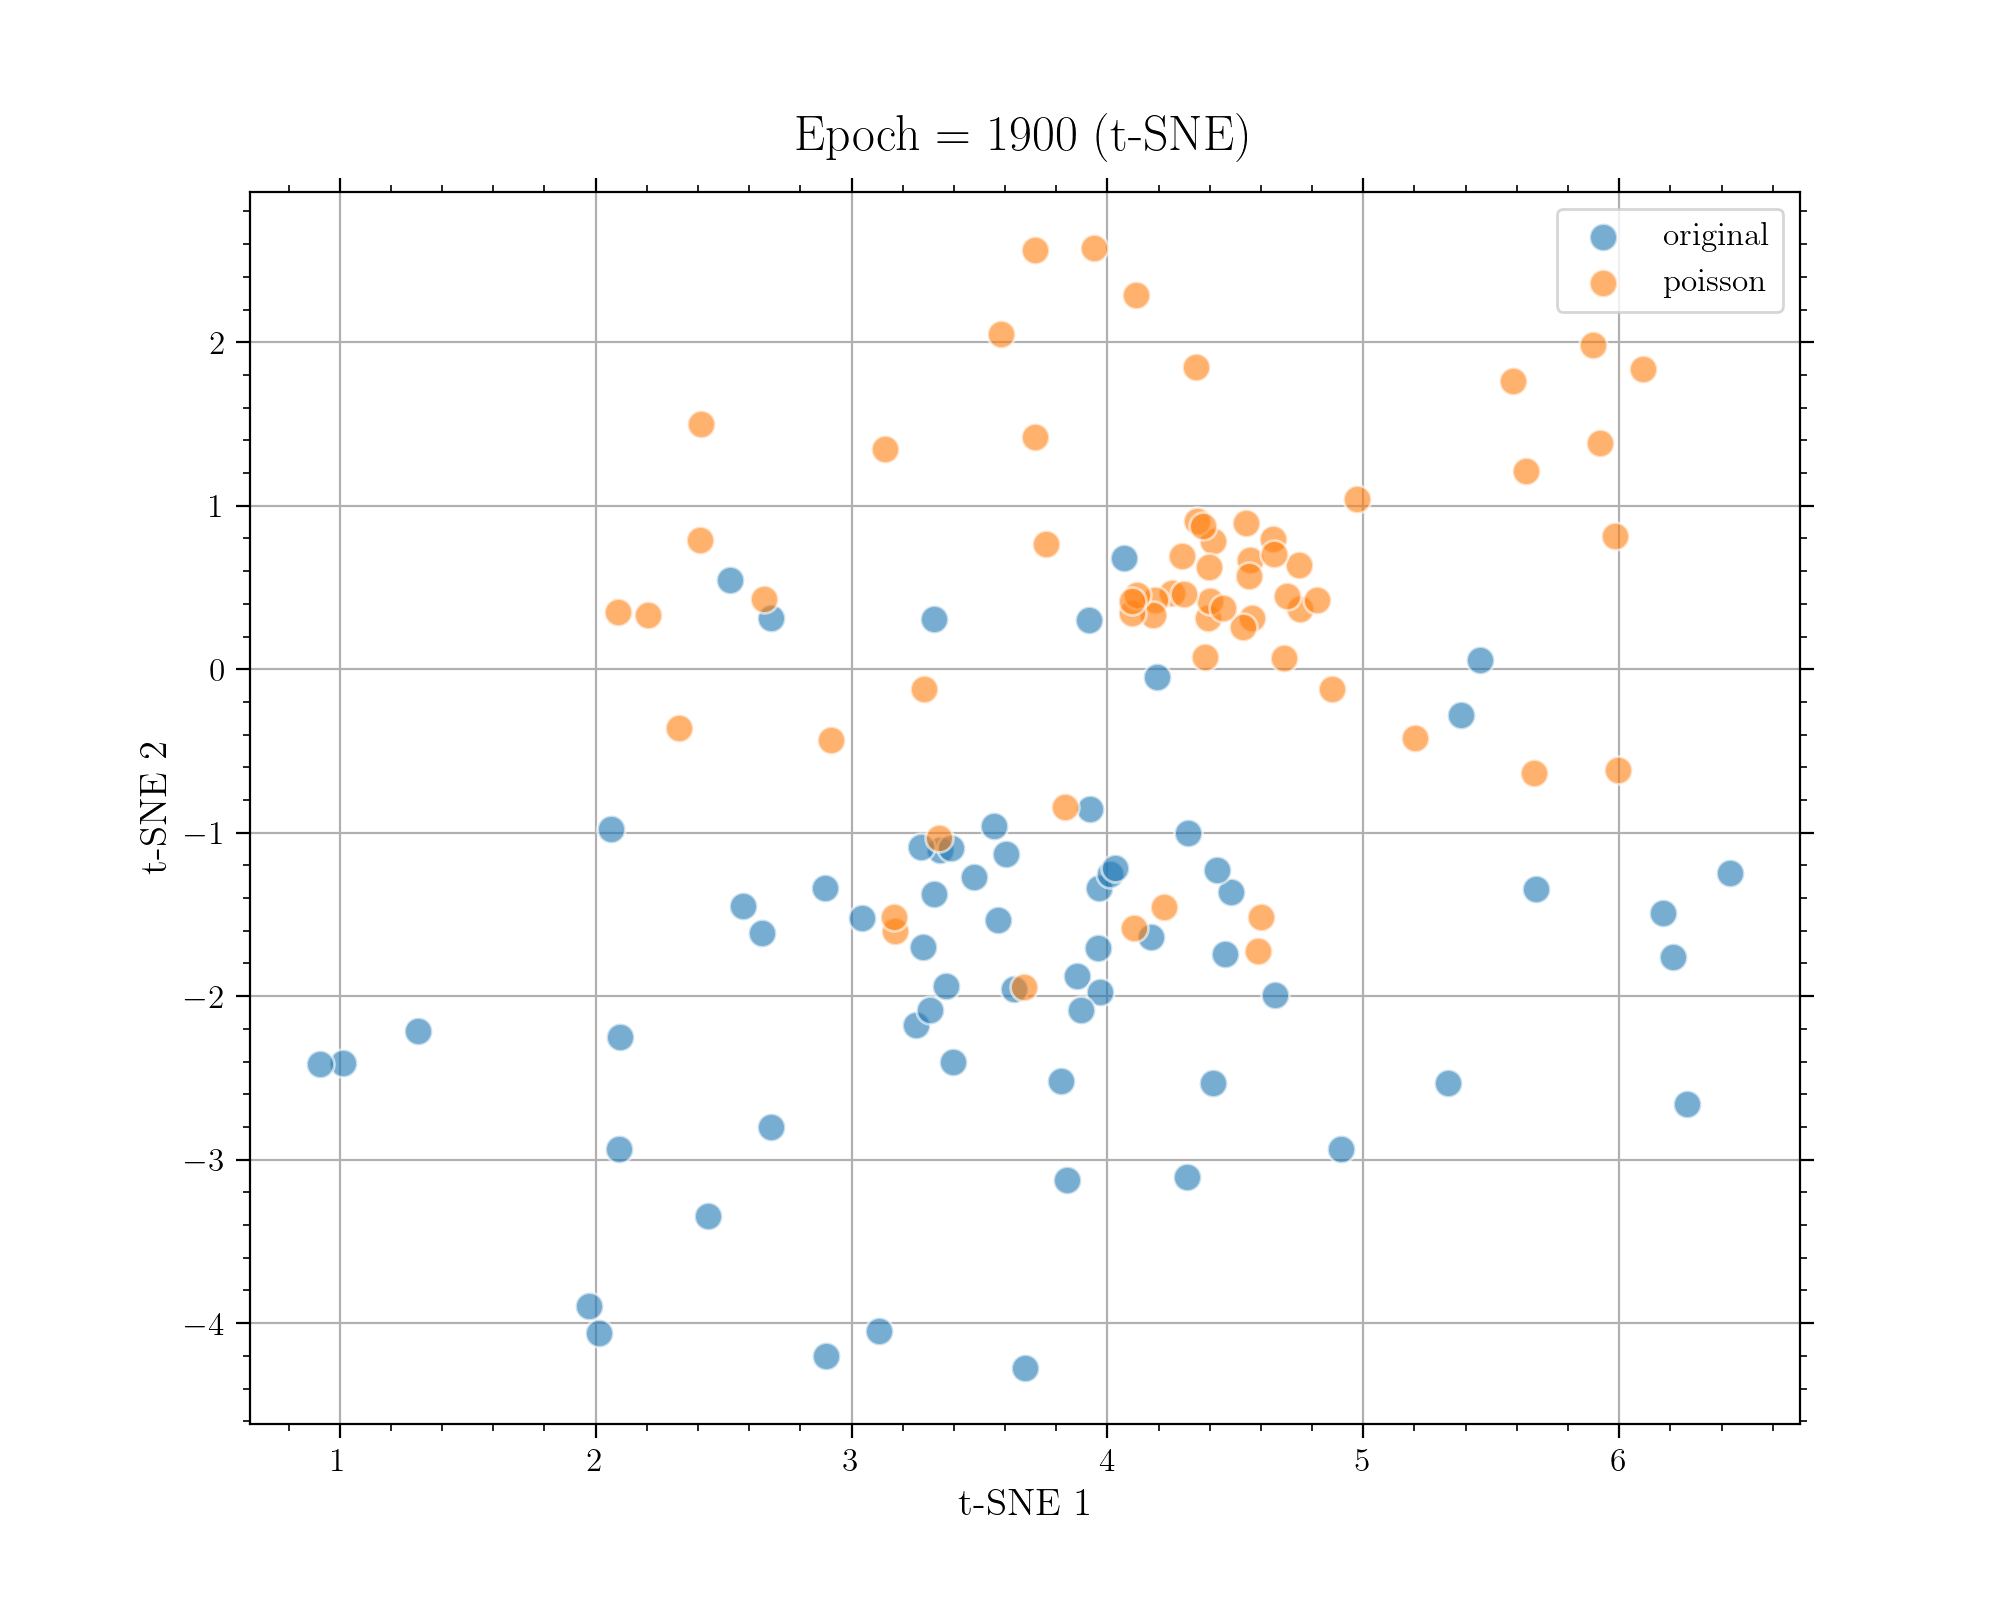 Epoch = 1900 (t-SNE)
original
poisson
2
1
0
−1
−2
−3
−4
t-SNE 2
1 2 3 4 5 6
t-SNE 1